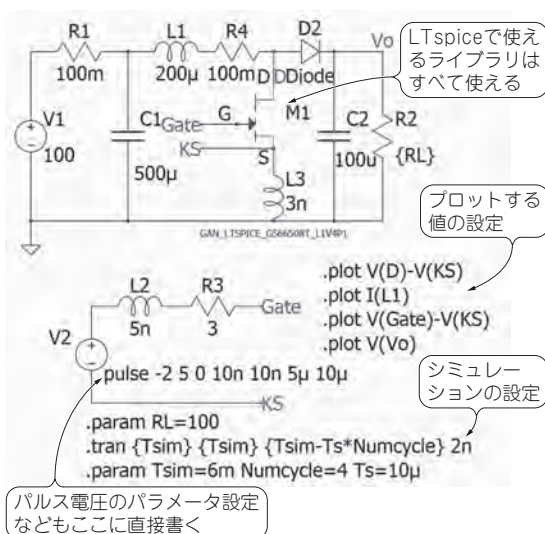 R1
100m
L1
200µ
R4
100m
D2
DDiode
D
Vo
LTspiceで使え
るライブラリは
すべて使える
V1
100
C1
500µ
Gate
G
KS
S
M1
L3
3n
C2
100u
R2
{RL}
GAN_LTSPICE_GS66508T_L1V4P1
プロットする
値の設定
L2
5n
R3
3
Gate
V2
pulse -2 5 0 10n 10n 5µ 10µ
KS
.plot V(D)-V(KS)
.plot I(L1)
.plot V(Gate)-V(KS)
.plot V(Vo)
シミュレー
ションの設定
.param RL=100
.tran {Tsim} {Tsim} {Tsim-Ts*Numcycle} 2n
.param Tsim=6m Numcycle=4 Ts=10µ
パルス電圧のパラメータ設定
などもここに直接書く